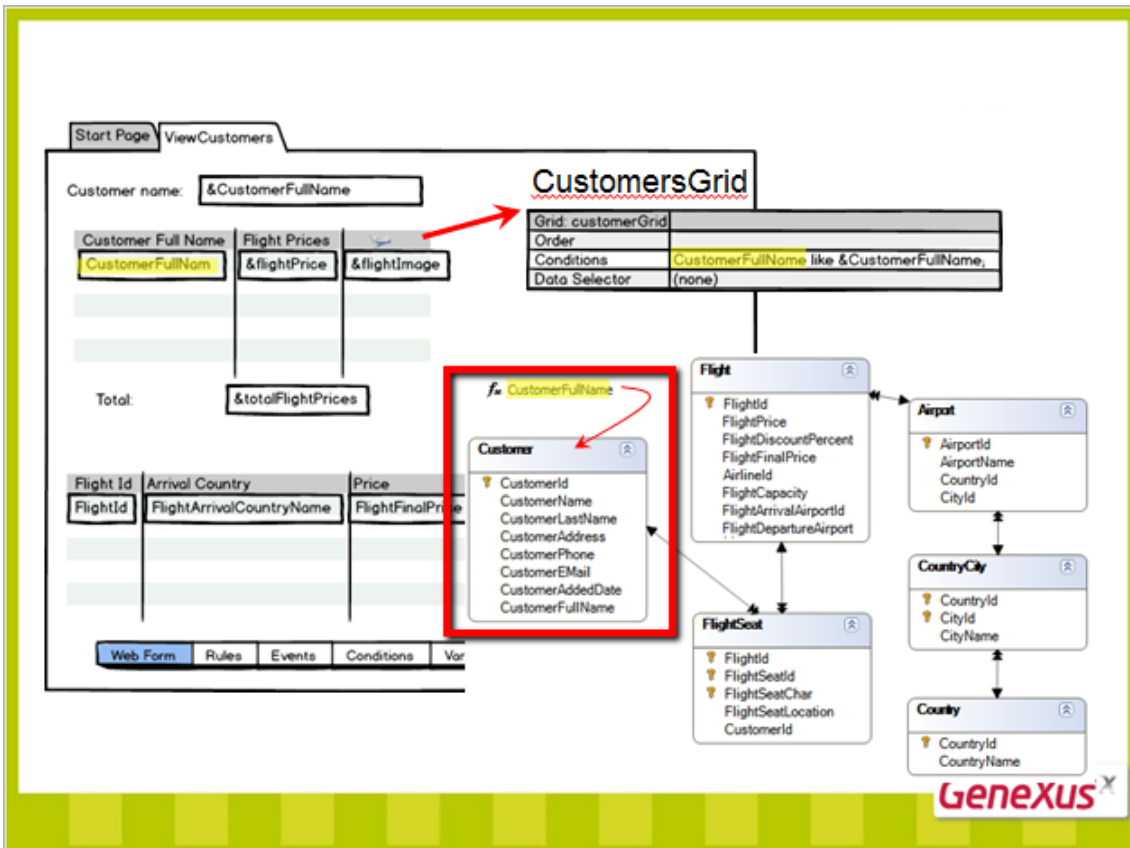 Start Page ViewCustomers
Customer name: &CustomerFullName
CustomersGrid
Grid: customerGrid
Order
Conditions CustomerFullName like &CustomerFullName;
Data Selector (none)
Customer Full Name Flight Prices
CustomerFullNam &flightPrice &flightImage
Total: &totalFlightPrices
Flight Id Arrival Country Price
FlightId FlightArrivalCountryName FlightFinalPrice
Web Form Rules Events Conditions Var
CustomerFullName
Customer
CustomerId
CustomerName
CustomerLastName
CustomerAddress
CustomerPhone
CustomerEMail
CustomerAddedDate
CustomerFullName
Flight
FlightId
FlightPrice
FlightDiscountPercent
FlightFinalPrice
AirlineId
FlightCapacity
FlightArrivalAirportId
FlightDepartureAirport
FlightSeat
FlightId
FlightSeatId
FlightSeatChar
FlightSeatLocation
CustomerId
Airport
AirportId
AirportName
CountryId
CityId
CountryCity
CountryId
CityId
CityName
Country
CountryId
CountryName
GeneXus X